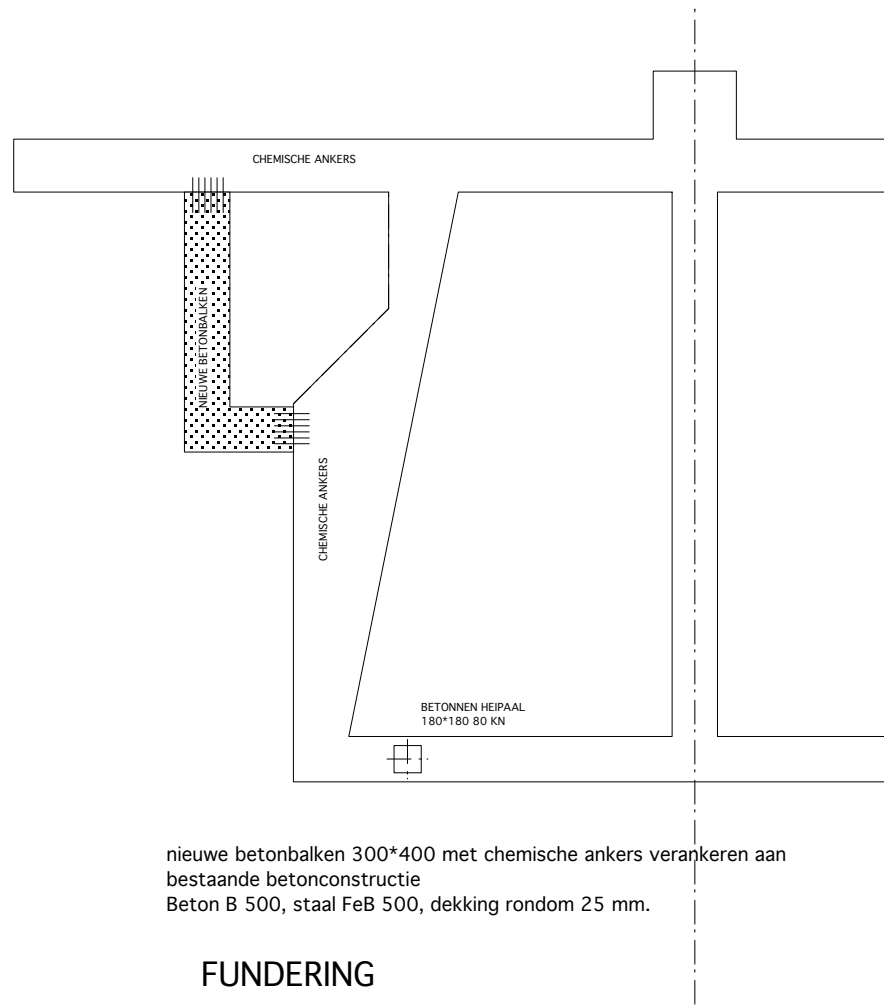 CHEMISCHE ANKERS
NIEUWE BETONBALKEN
CHEMISCHE ANKERS
BETONNEN HEIPAAL
180*180 80 KN
nieuwe betonbalken 300*400 met chemische ankers verankeren aan
bestaande betonconstructie
Beton B 500, staal FeB 500, dekking rondom 25 mm.
FUNDERING